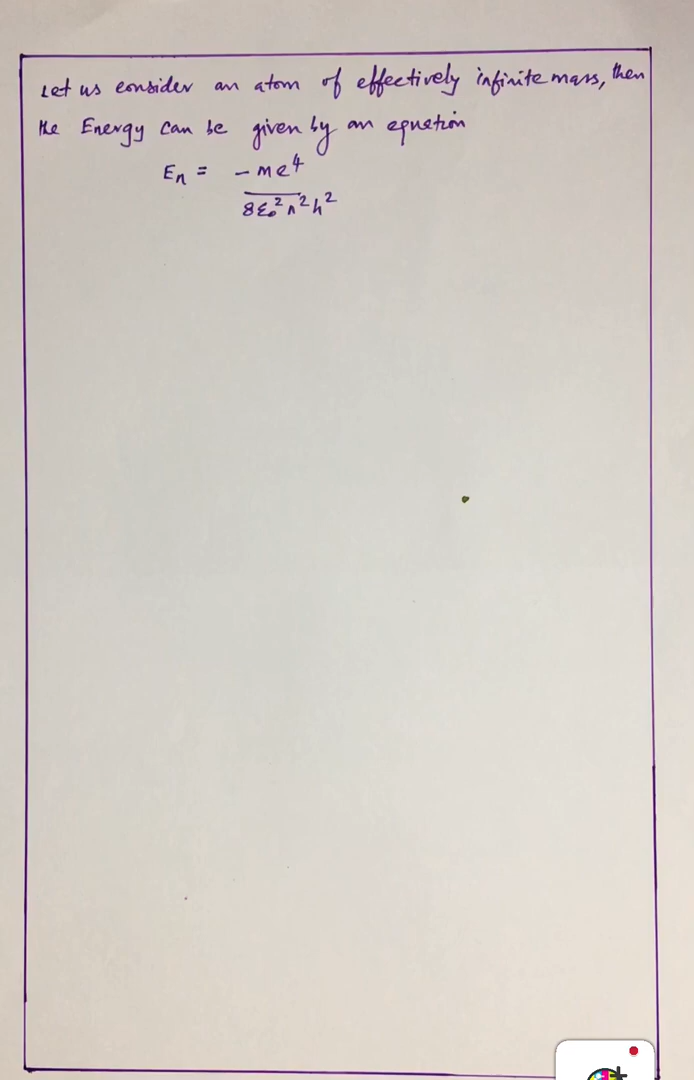 Let us consider an atom of effectively infinite mass, then
the Energy can be given by an equation
En = - me⁴
8ε₀²n²h²